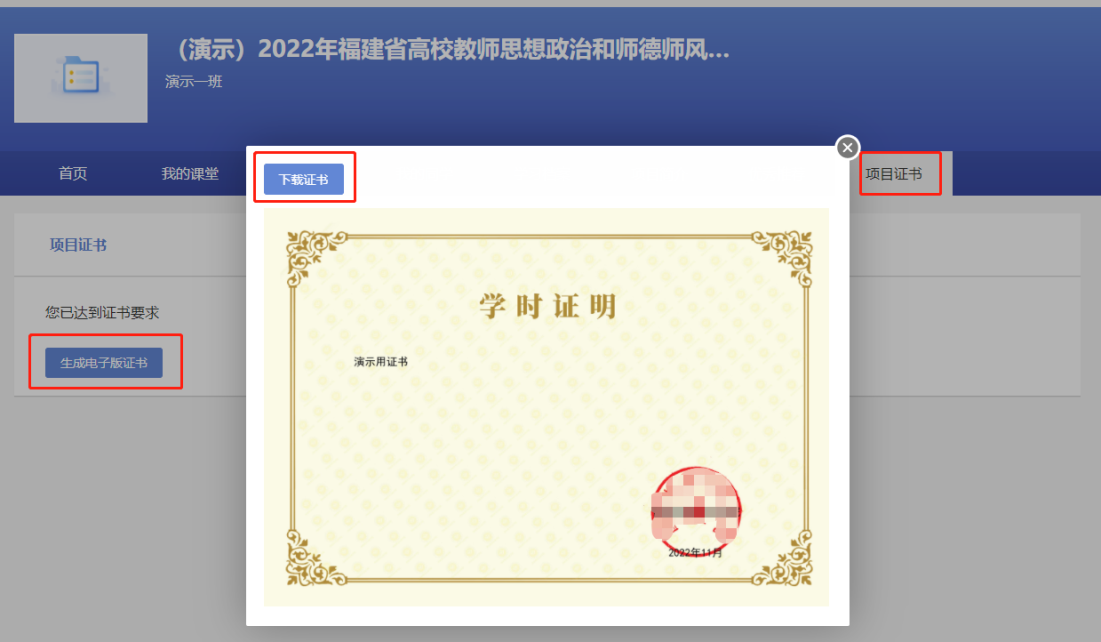 （演示）2022年福建省高校教师思想政治和师德师风...
演示一班
首页
我的课堂
项目证书
项目证书
您已达到证书要求
生成电子版证书
下载证书
学时证明
演示用证书
2022年11月